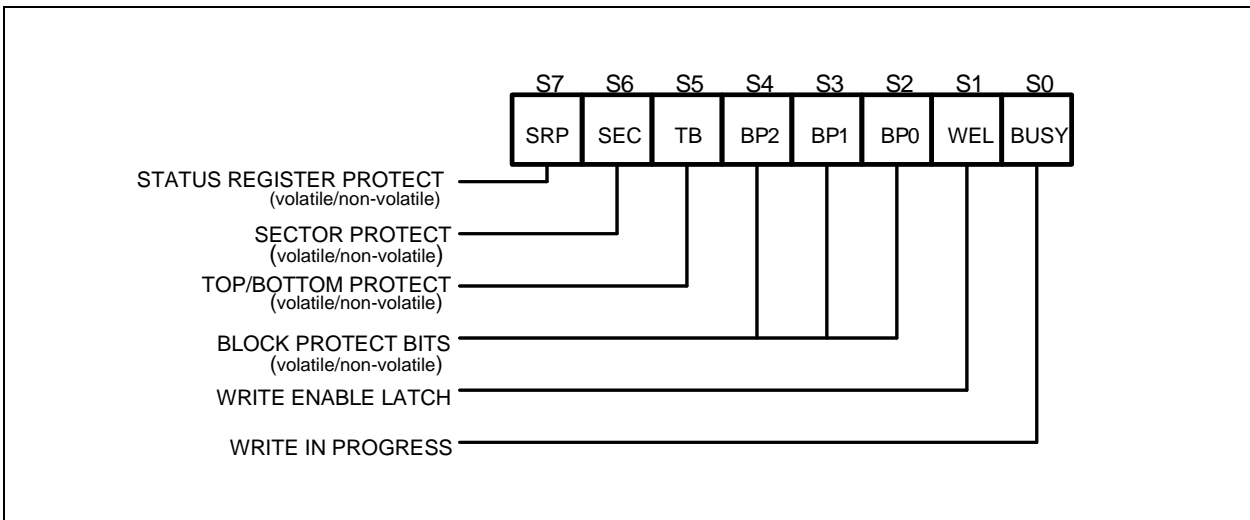 S7 S6 S5 S4 S3 S2 S1 S0
SRP SEC TB BP2 BP1 BP0 WEL BUSY
STATUS REGISTER PROTECT
(volatile/non-volatile)
SECTOR PROTECT
(volatile/non-volatile)
TOP/BOTTOM PROTECT
(volatile/non-volatile)
BLOCK PROTECT BITS
(volatile/non-volatile)
WRITE ENABLE LATCH
WRITE IN PROGRESS